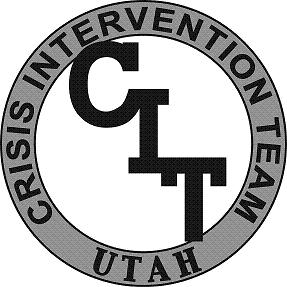 CRISIS INTERVENTION TEAM
CIT
UTAH